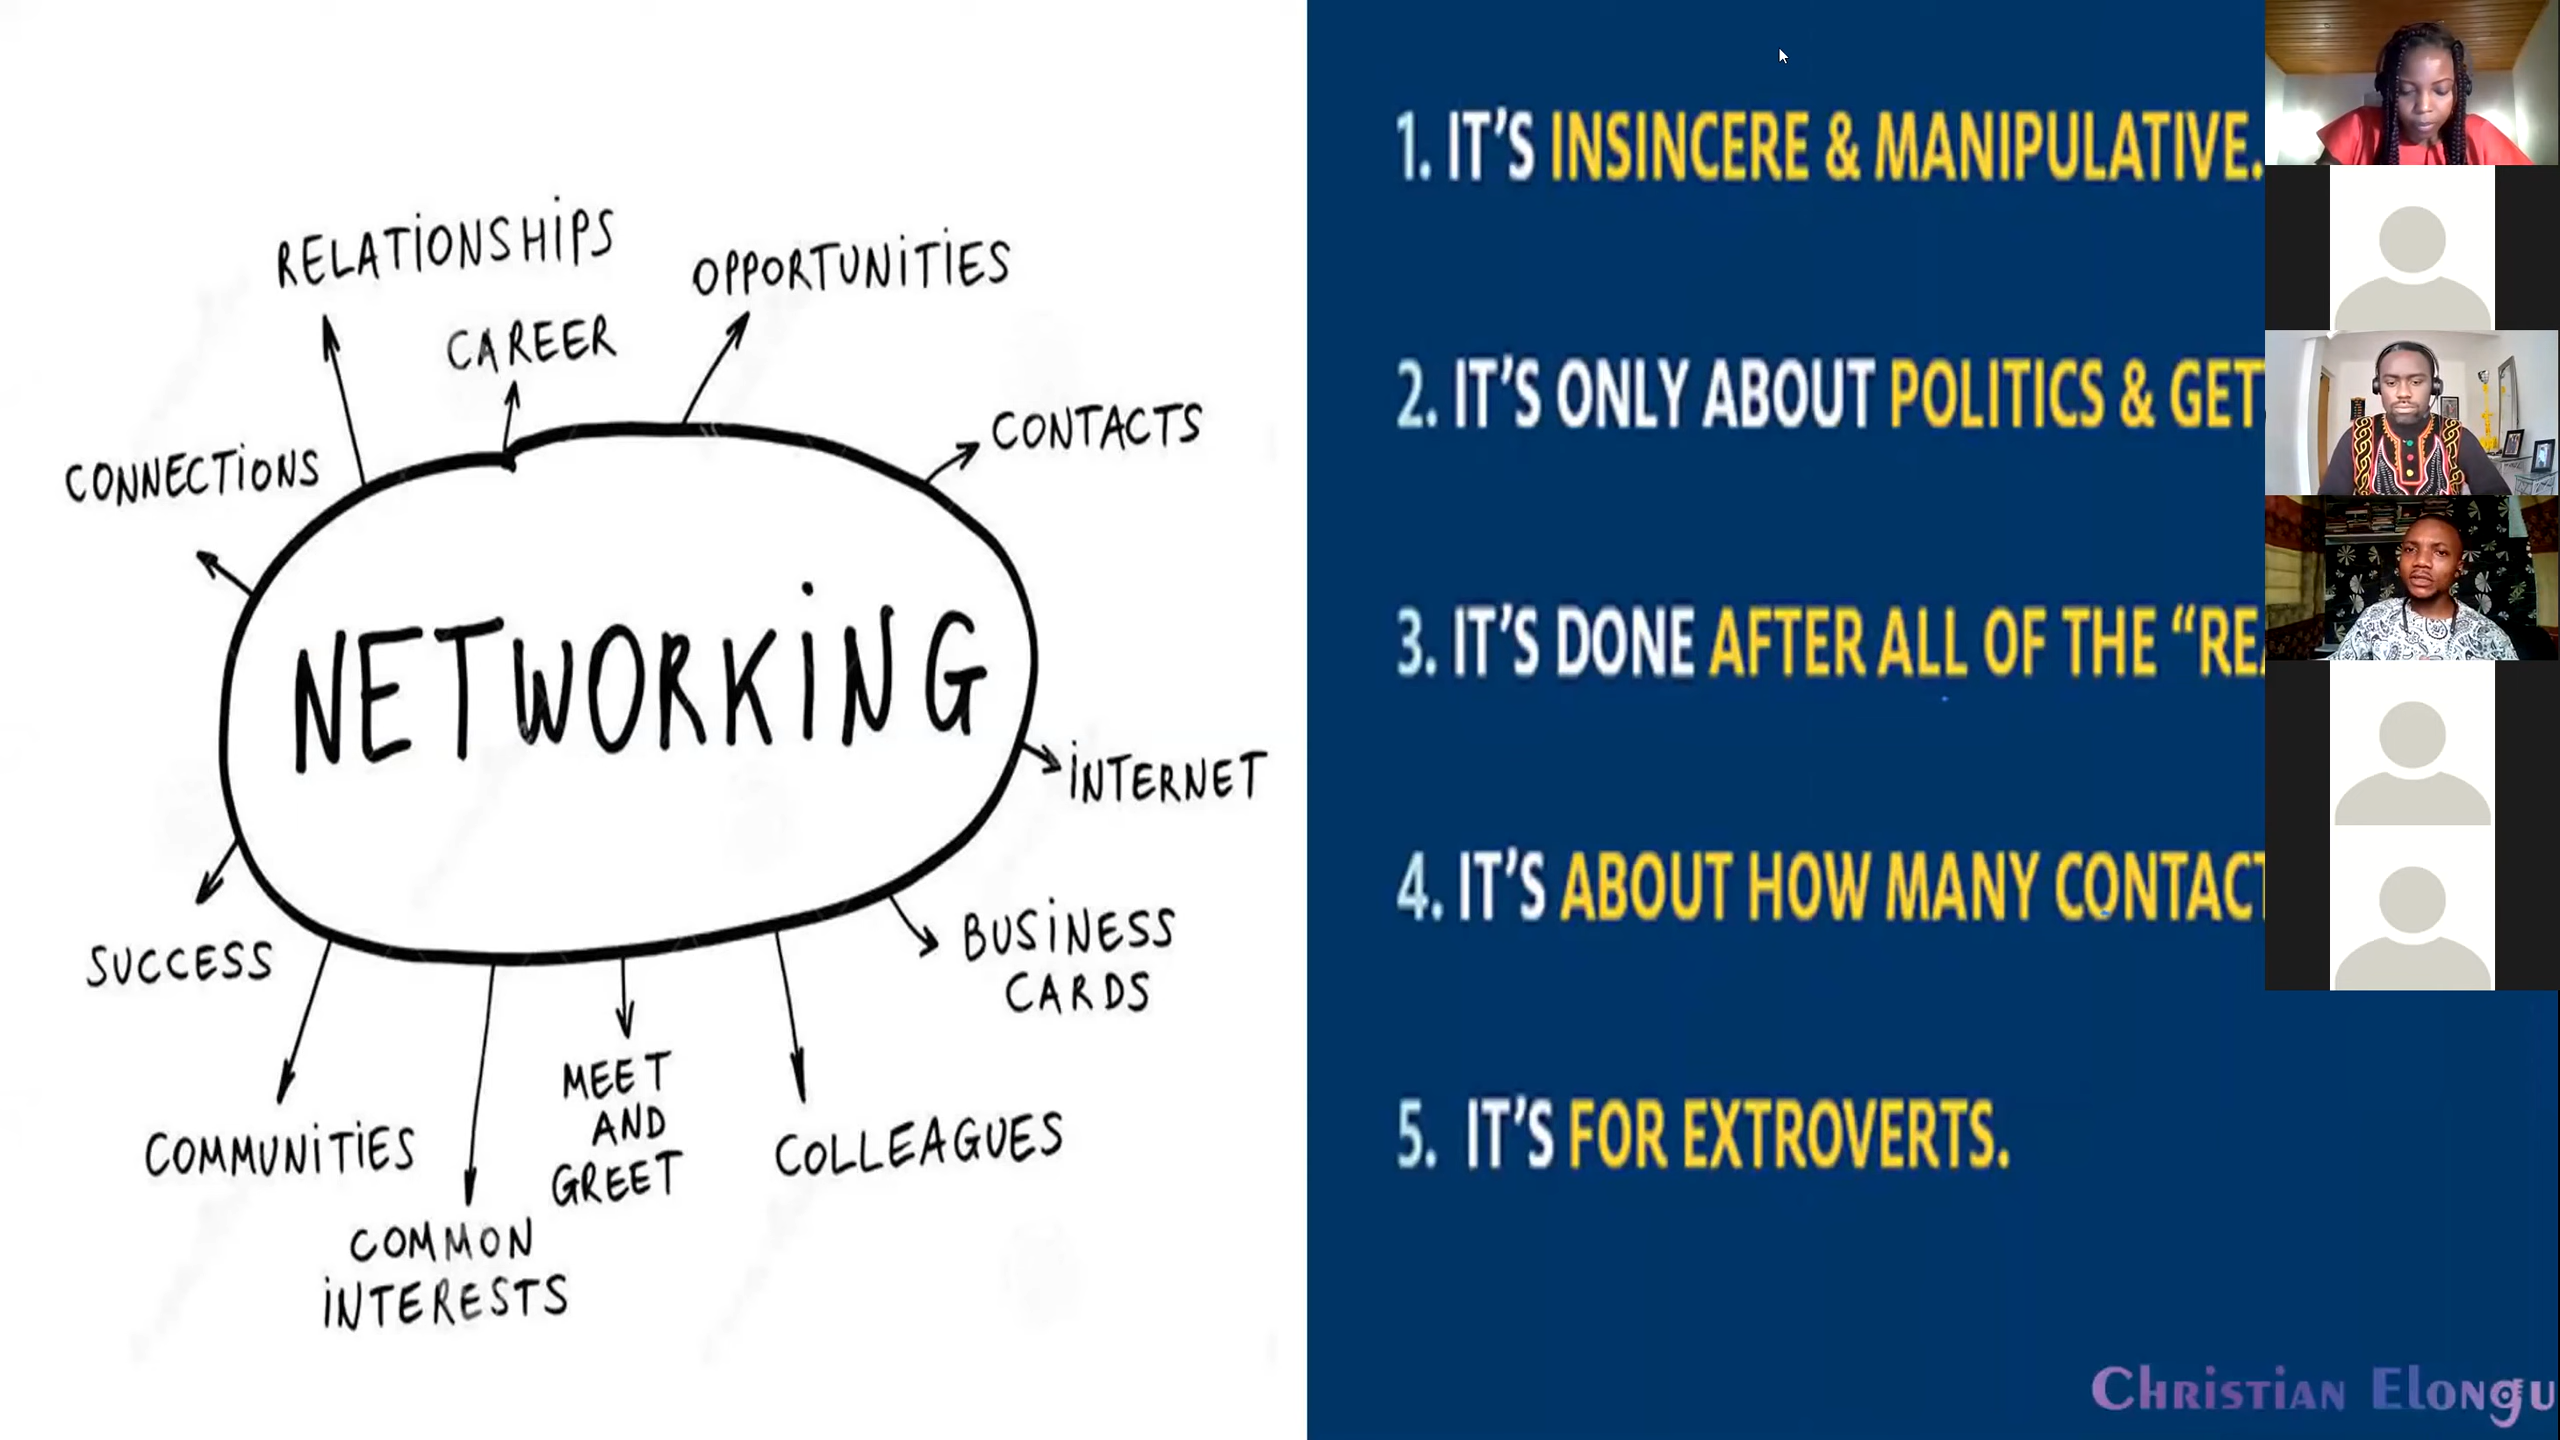 RELATIONSHIPS
OPPORTUNITIES
CAREER
CONTACTS
CONNECTIONS
NETWORKING
INTERNET
BUSINESS
CARDS
SUCCESS
MEET
AND
GREET
COLLEAGUES
COMMUNITIES
COMMON
INTERESTS
1. IT'S INSINCERE & MANIPULATIVE.
2. IT'S ONLY ABOUT POLITICS & GET
3. IT'S DONE AFTER ALL OF THE “RE
4. IT'S ABOUT HOW MANY CONTACT
5. IT'S FOR EXTROVERTS.
Christian Elongu